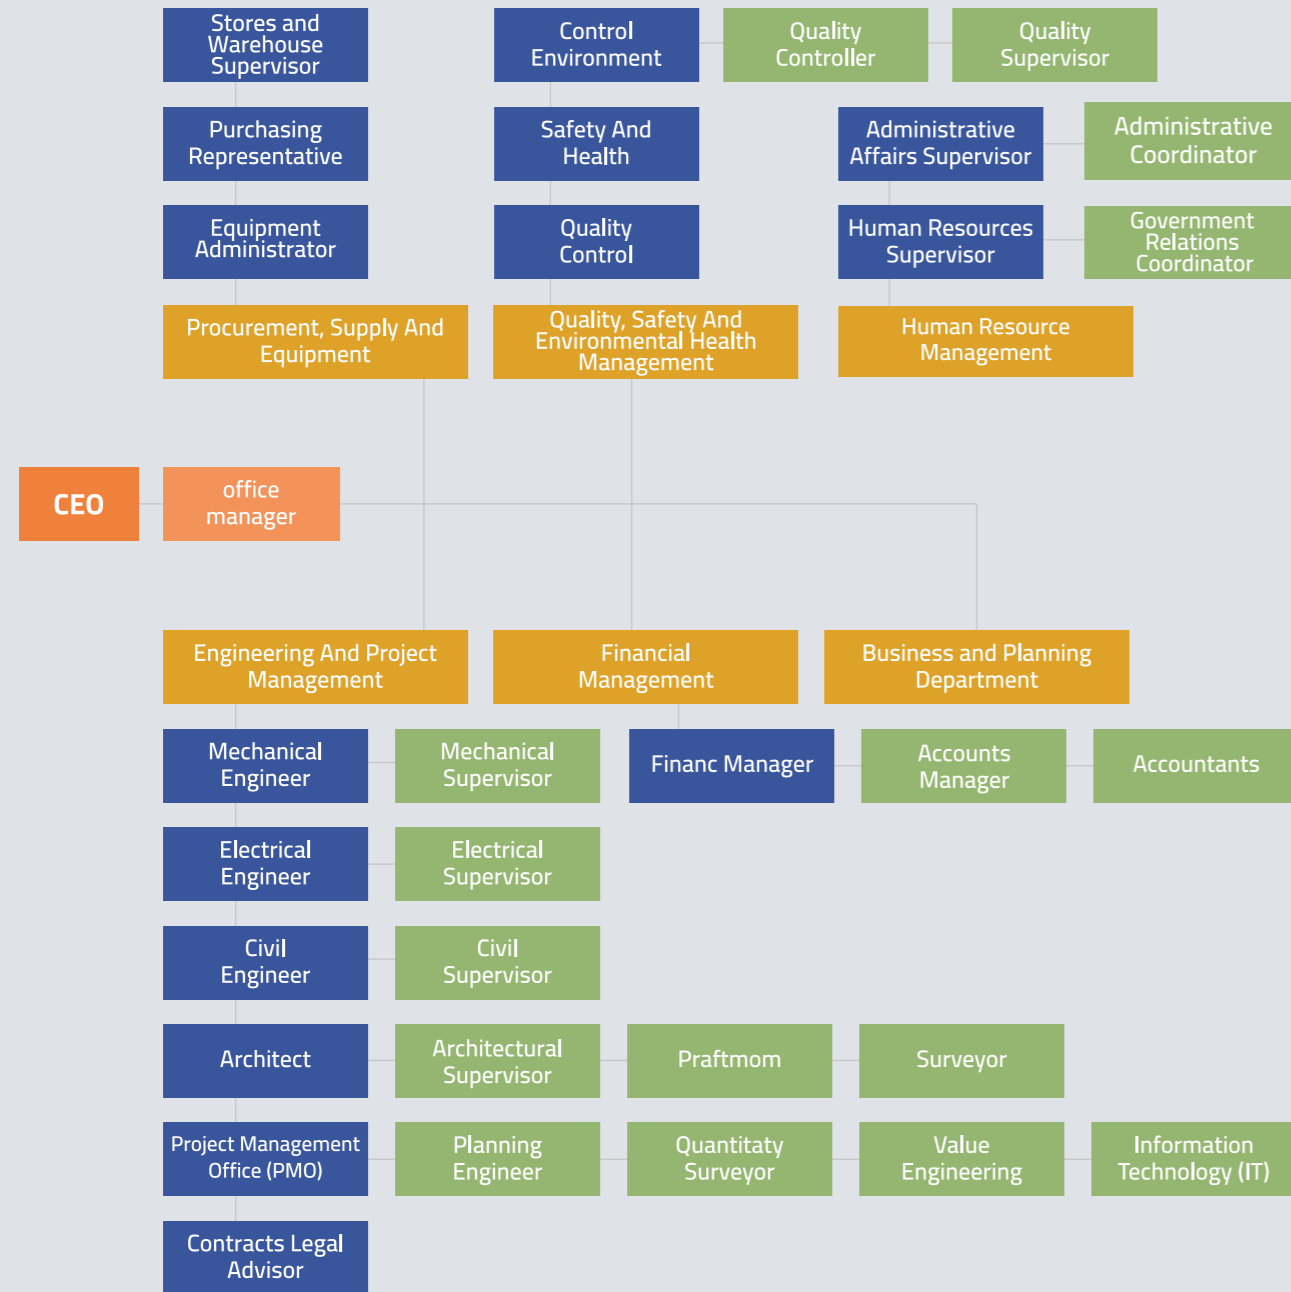 Stores and
Warehouse
Supervisor
Control
Environment
Quality
Controller
Quality
Supervisor
Purchasing
Representative
Safety And
Health
Administrative
Affairs Supervisor
Administrative
Coordinator
Equipment
Administrator
Quality
Control
Human Resources
Supervisor
Government
Relations
Coordinator
Procurement, Supply And
Equipment
Quality, Safety And
Environmental Health
Management
Human Resource
Management
CEO
office
manager
Engineering And Project
Management
Financial
Management
Business and Planning
Department
Mechanical
Engineer
Mechanical
Supervisor
Financ Manager
Accounts
Manager
Accountants
Electrical
Engineer
Electrical
Supervisor
Civil
Engineer
Civil
Supervisor
Architect
Architectural
Supervisor
Praftmom
Surveyor
Project Management
Office (PMO)
Planning
Engineer
Quantitaty
Surveyor
Value
Engineering
Information
Technology (IT)
Contracts Legal
Advisor